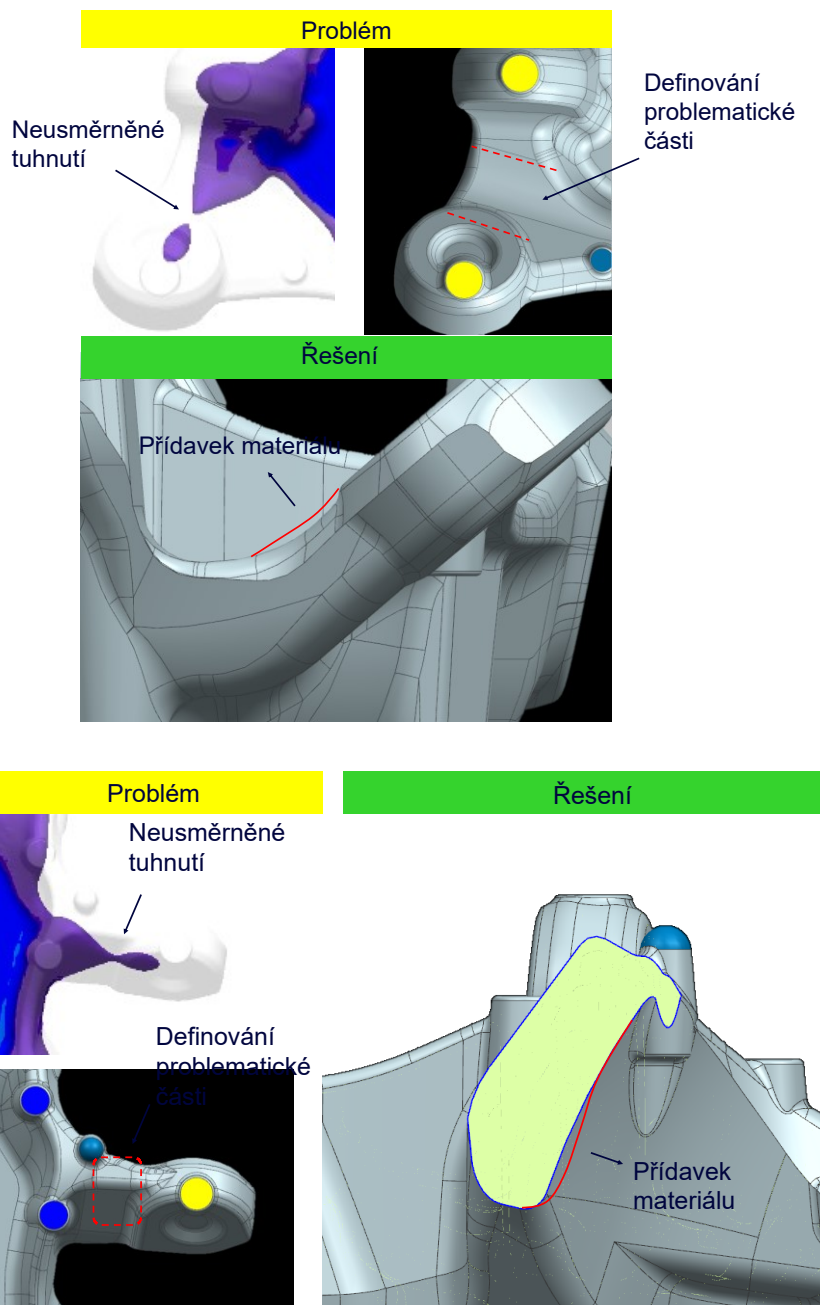 Problém
Neusměrněné
tuhnutí
Definování
problematické
části
Řešení
Přídavek materiálu
Problém
Řešení
Neusměrněné
tuhnutí
Definování
problematické
části
Přídavek
materiálu